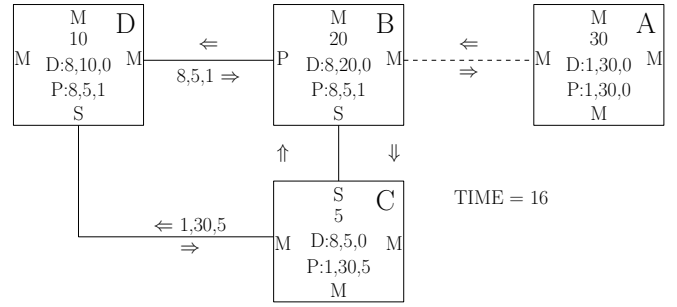 M D
10
M D:8,10,0 M
P:8,5,1
S
⇐
8,5,1 ⇒
M B
20
P D:8,20,0 M
P:8,5,1
S
⇐
⇒
M A
30
M D:1,30,0 M
P:1,30,0
M
⇑ ⇓
S C
5
M D:8,5,0 M
P:1,30,5
M
⇐ 1,30,5
⇒
TIME = 16